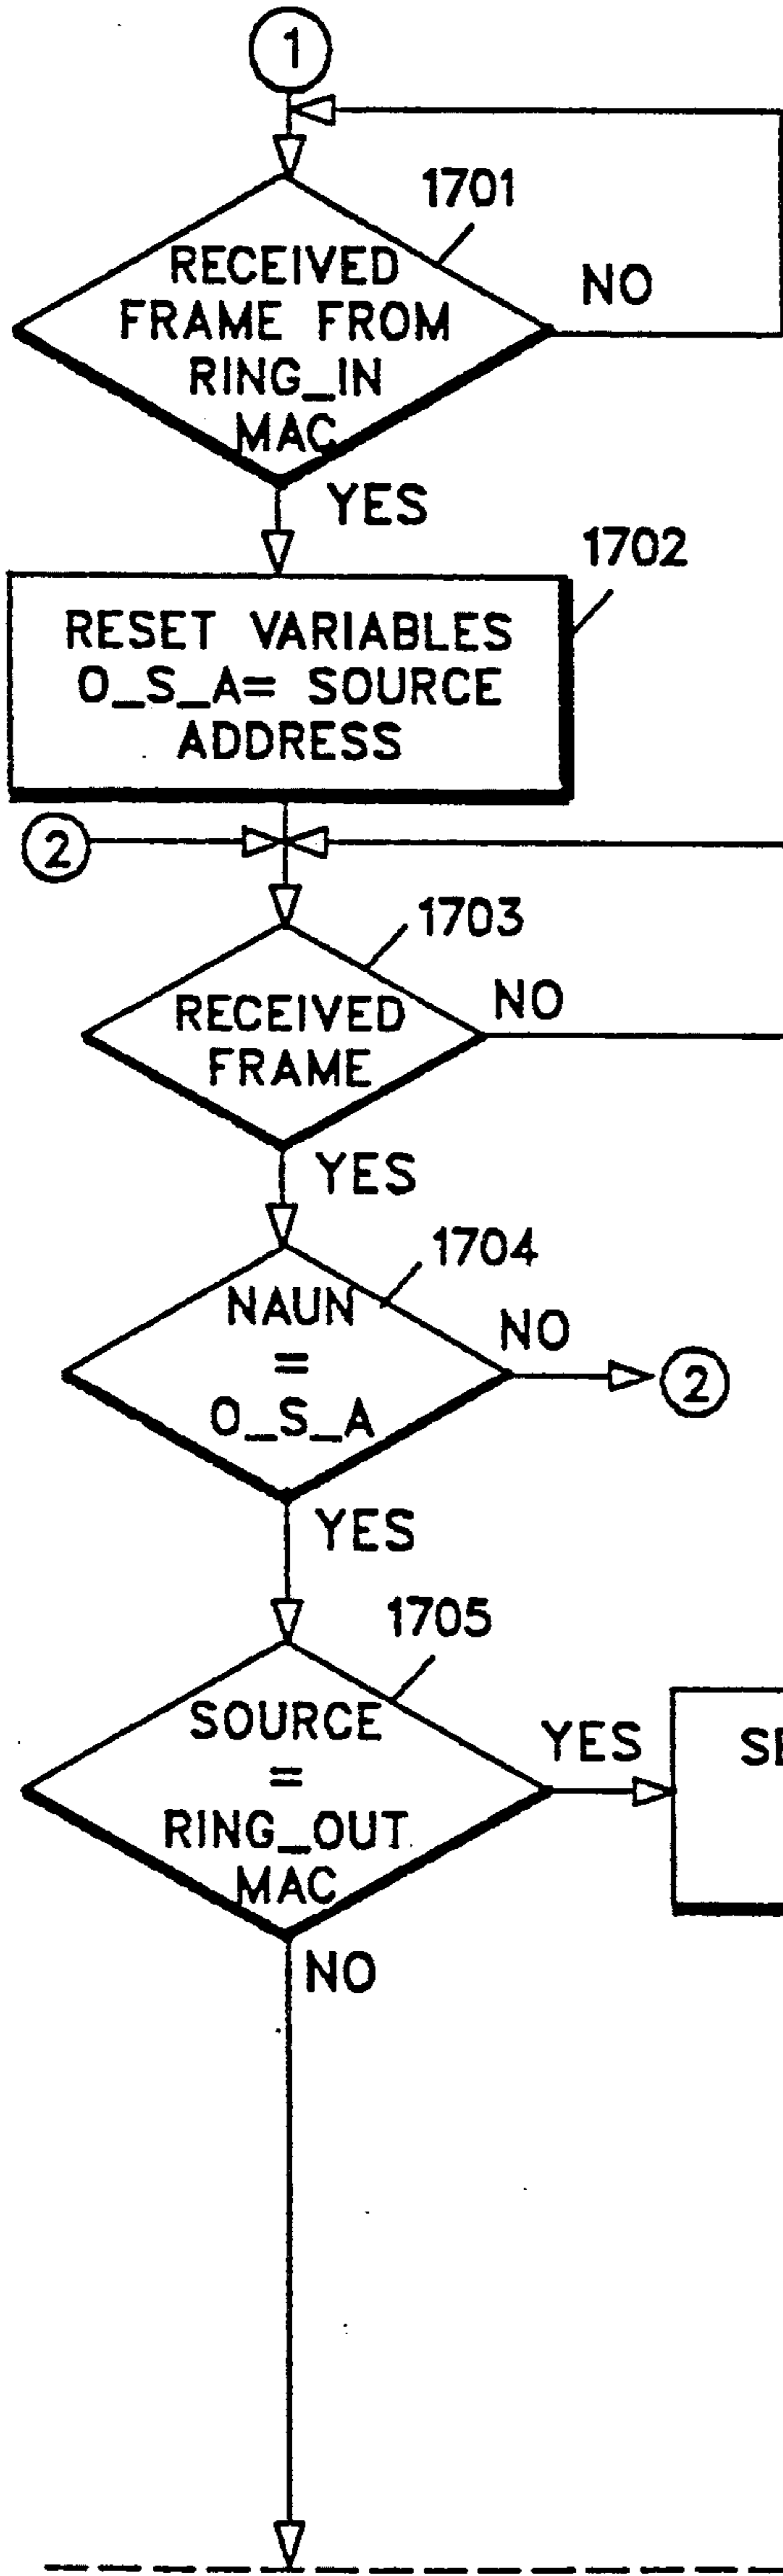 1
1701
RECEIVED
FRAME FROM
RING_IN
MAC
NO
YES
1702
RESET VARIABLES
O_S_A= SOURCE
ADDRESS
2
1703
RECEIVED
FRAME
NO
YES
1704
NAUN
=
O_S_A
NO
2
YES
1705
SOURCE
=
RING_OUT
MAC
YES
NO